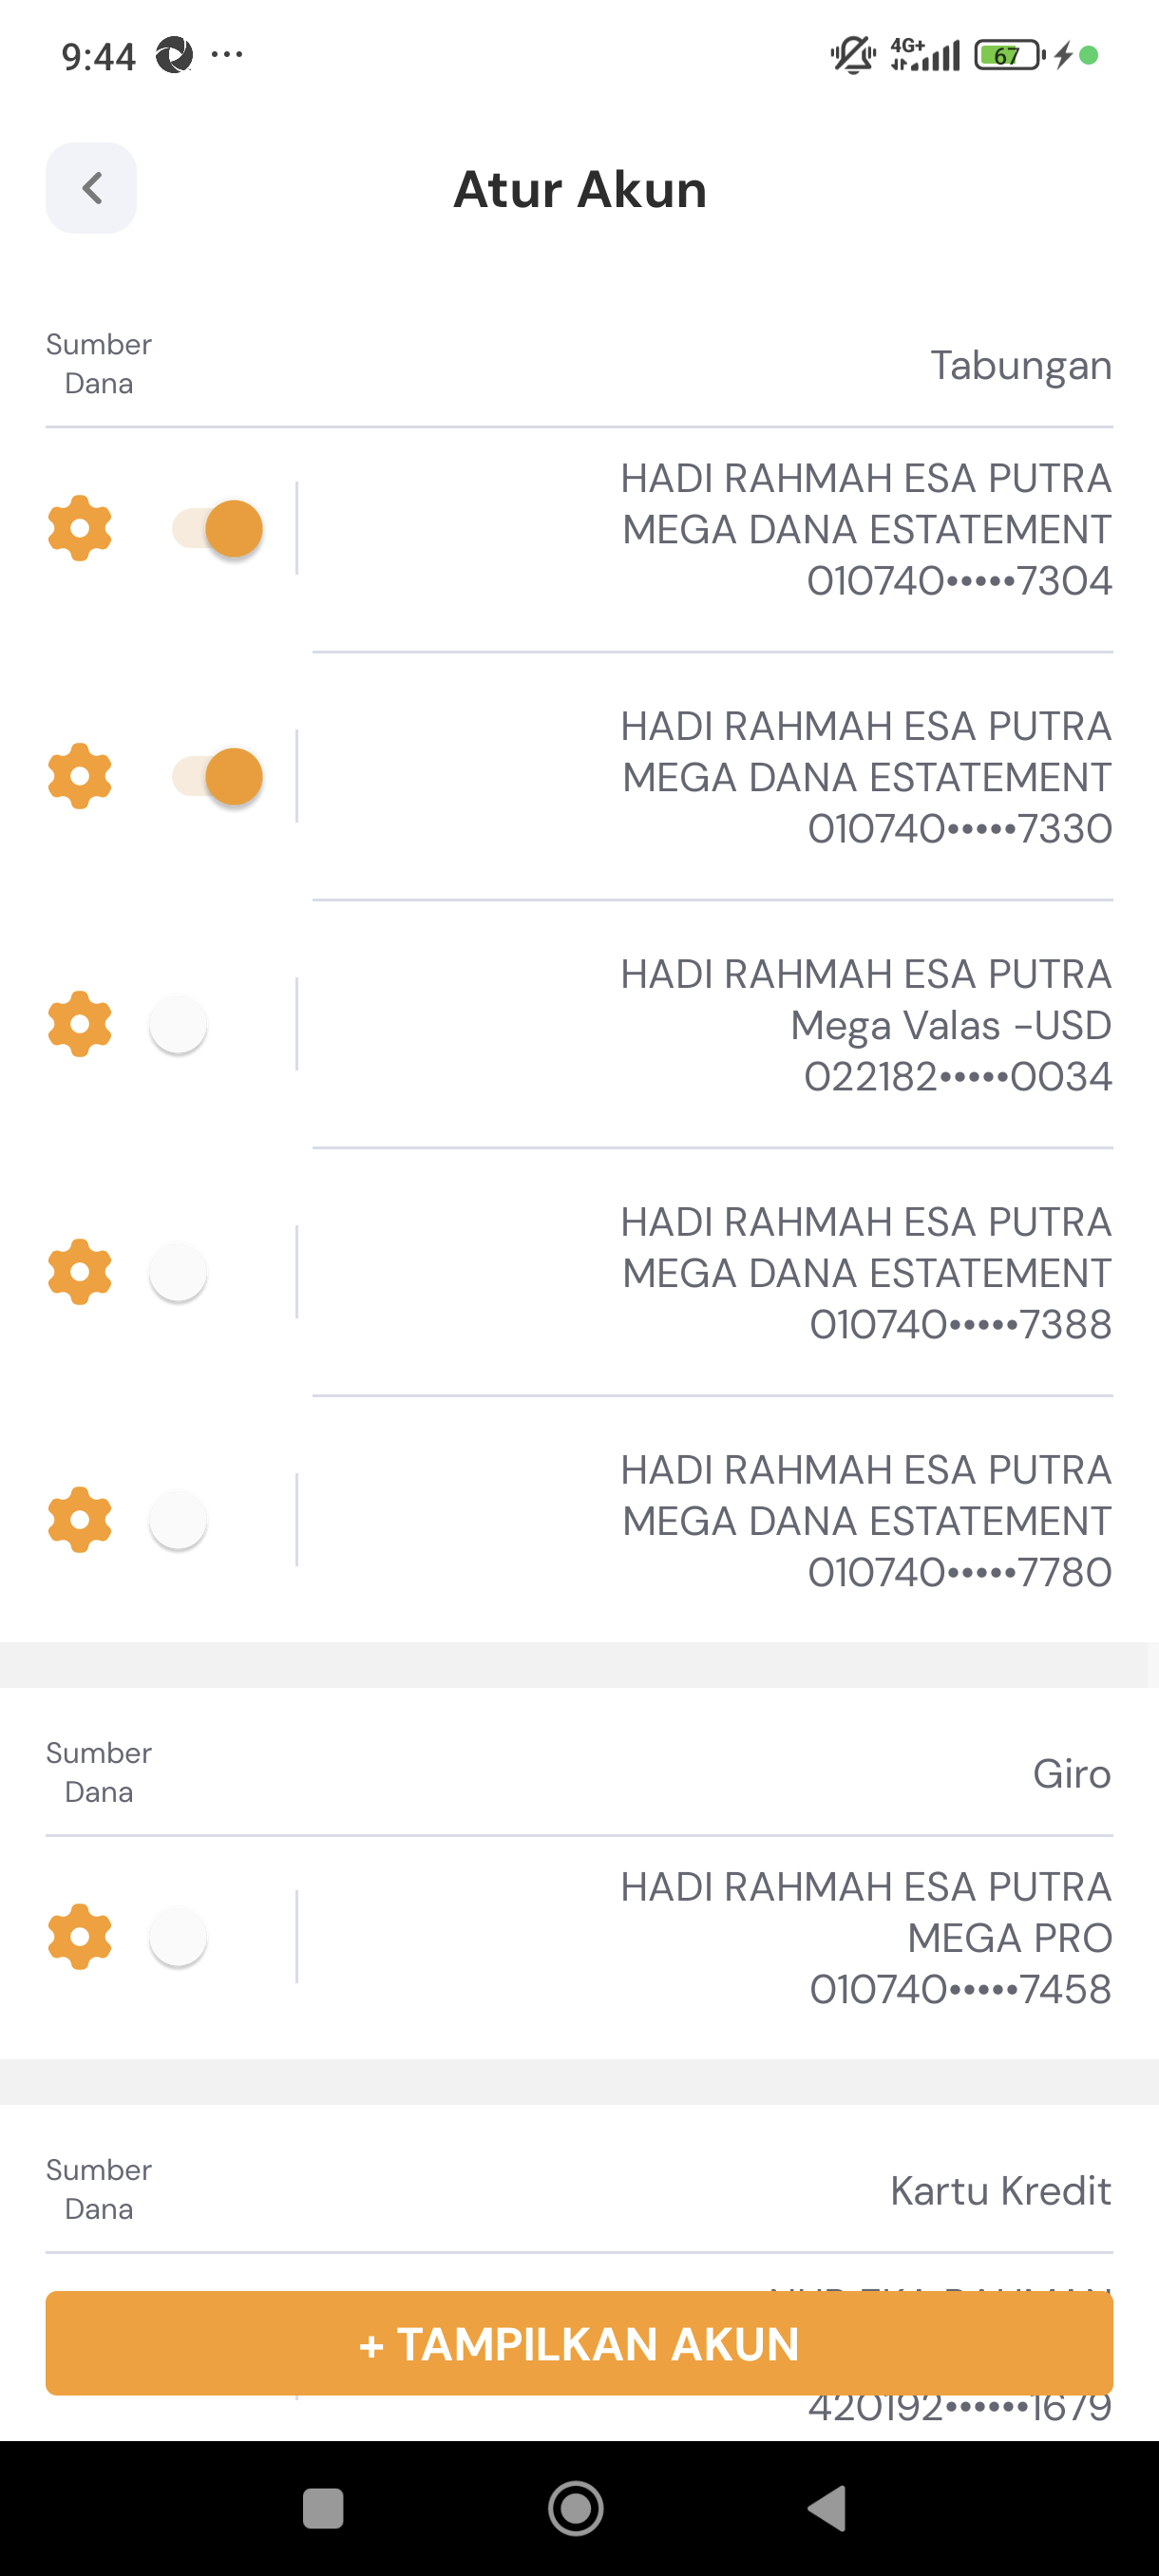 9:44
4G+
67
Atur Akun
Sumber
Dana
Tabungan
HADI RAHMAH ESA PUTRA
MEGA DANA ESTATEMENT
010740•••••7304
HADI RAHMAH ESA PUTRA
MEGA DANA ESTATEMENT
010740•••••7330
HADI RAHMAH ESA PUTRA
Mega Valas -USD
022182•••••0034
HADI RAHMAH ESA PUTRA
MEGA DANA ESTATEMENT
010740•••••7388
HADI RAHMAH ESA PUTRA
MEGA DANA ESTATEMENT
010740•••••7780
Sumber
Dana
Giro
HADI RAHMAH ESA PUTRA
MEGA PRO
010740•••••7458
Sumber
Dana
Kartu Kredit
+ TAMPILKAN AKUN
420192••••••1679